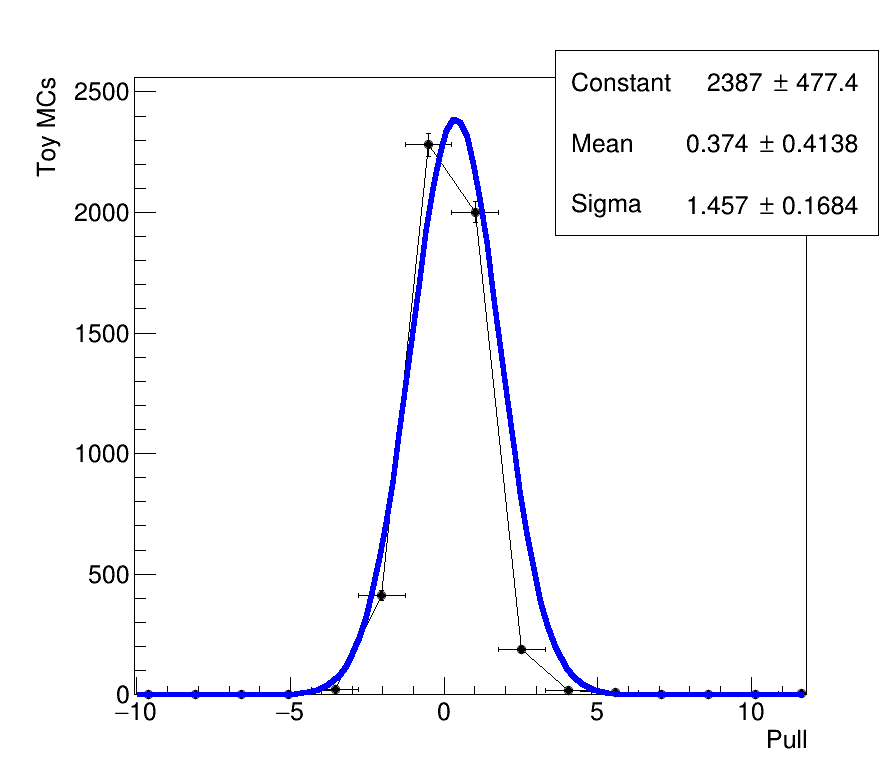 Constant 2387 ± 477.4
Mean 0.374 ± 0.4138
Sigma 1.457 ± 0.1684
Toy MCs
2500
2000
1500
1000
500
0
−10 −5 0 5 10
Pull